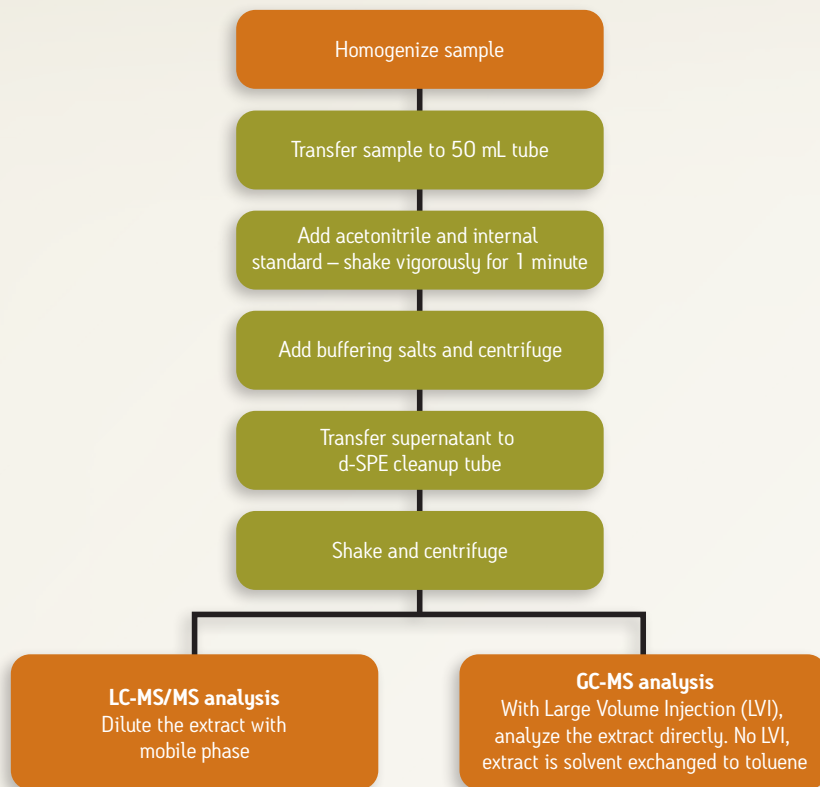 Homogenize sample
Transfer sample to 50 mL tube
Add acetonitrile and internal
standard – shake vigorously for 1 minute
Add buffering salts and centrifuge
Transfer supernatant to
d-SPE cleanup tube
Shake and centrifuge
LC-MS/MS analysis
Dilute the extract with
mobile phase
GC-MS analysis
With Large Volume Injection (LVI),
analyze the extract directly. No LVI,
extract is solvent exchanged to toluene